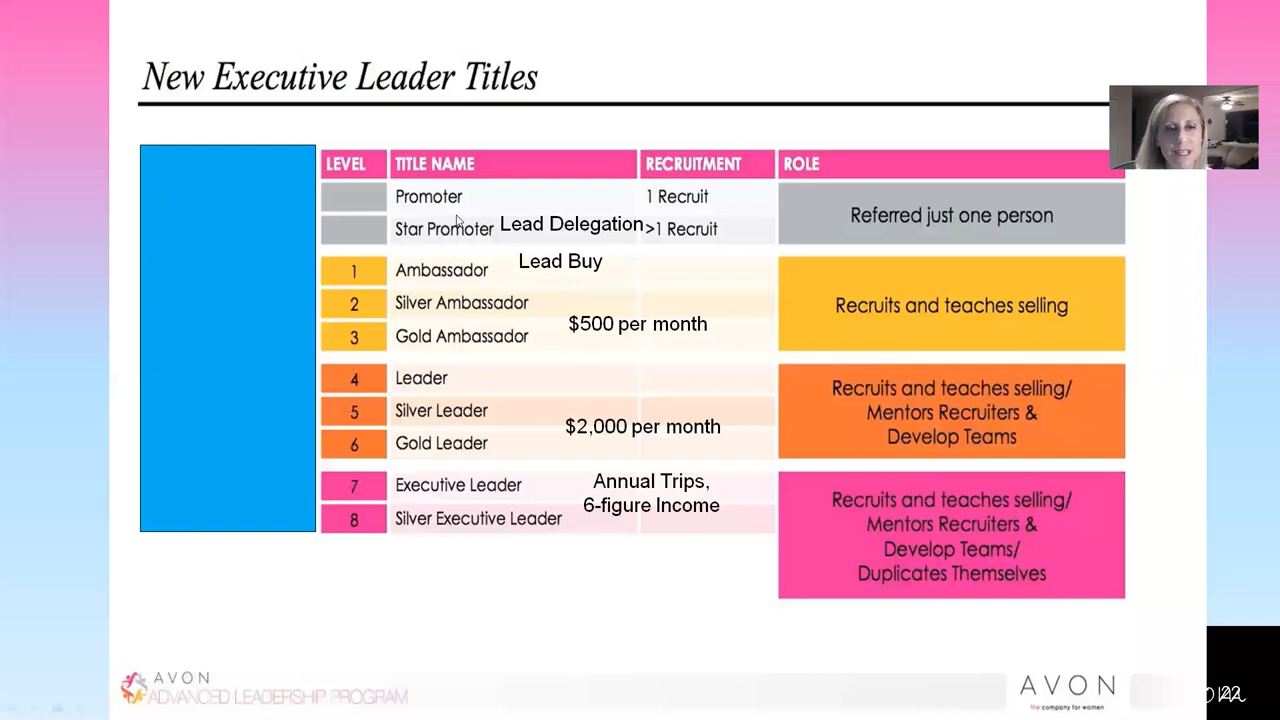 New Executive Leader Titles
LEVEL TITLE NAME RECRUITMENT ROLE
Promoter 1 Recruit
Star Promoter Lead Delegation >1 Recruit
Referred just one person
1 Ambassador Lead Buy
2 Silver Ambassador
3 Gold Ambassador $500 per month
Recruits and teaches selling
4 Leader
5 Silver Leader
6 Gold Leader $2,000 per month
Recruits and teaches selling/
Mentors Recruiters &
Develop Teams
7 Executive Leader
8 Silver Executive Leader
Annual Trips,
6-figure Income
Recruits and teaches selling/
Mentors Recruiters &
Develop Teams/
Duplicates Themselves
AVON
ADVANCED LEADERSHIP PROGRAM
AVON
the company for women
22